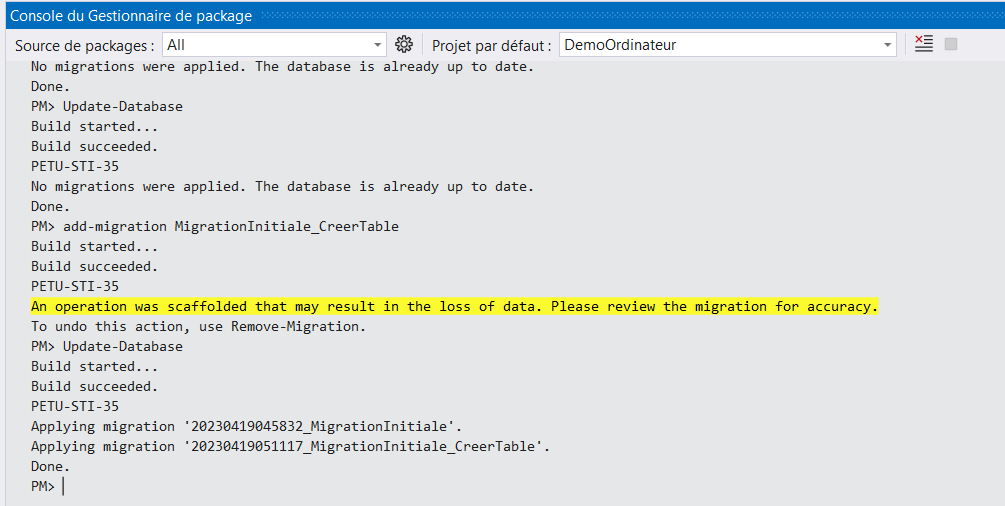 Console du Gestionnaire de package
Source de packages : All Projet par défaut : DemoOrdinateur
No migrations were applied. The database is already up to date.
Done.
PM> Update-Database
Build started...
Build succeeded.
PETU-STI-35
No migrations were applied. The database is already up to date.
Done.
PM> add-migration MigrationInitiale_CreerTable
Build started...
Build succeeded.
PETU-STI-35
An operation was scaffolded that may result in the loss of data. Please review the migration for accuracy.
To undo this action, use Remove-Migration.
PM> Update-Database
Build started...
Build succeeded.
PETU-STI-35
Applying migration '20230419045832_MigrationInitiale'.
Applying migration '20230419051117_MigrationInitiale_CreerTable'.
Done.
PM>